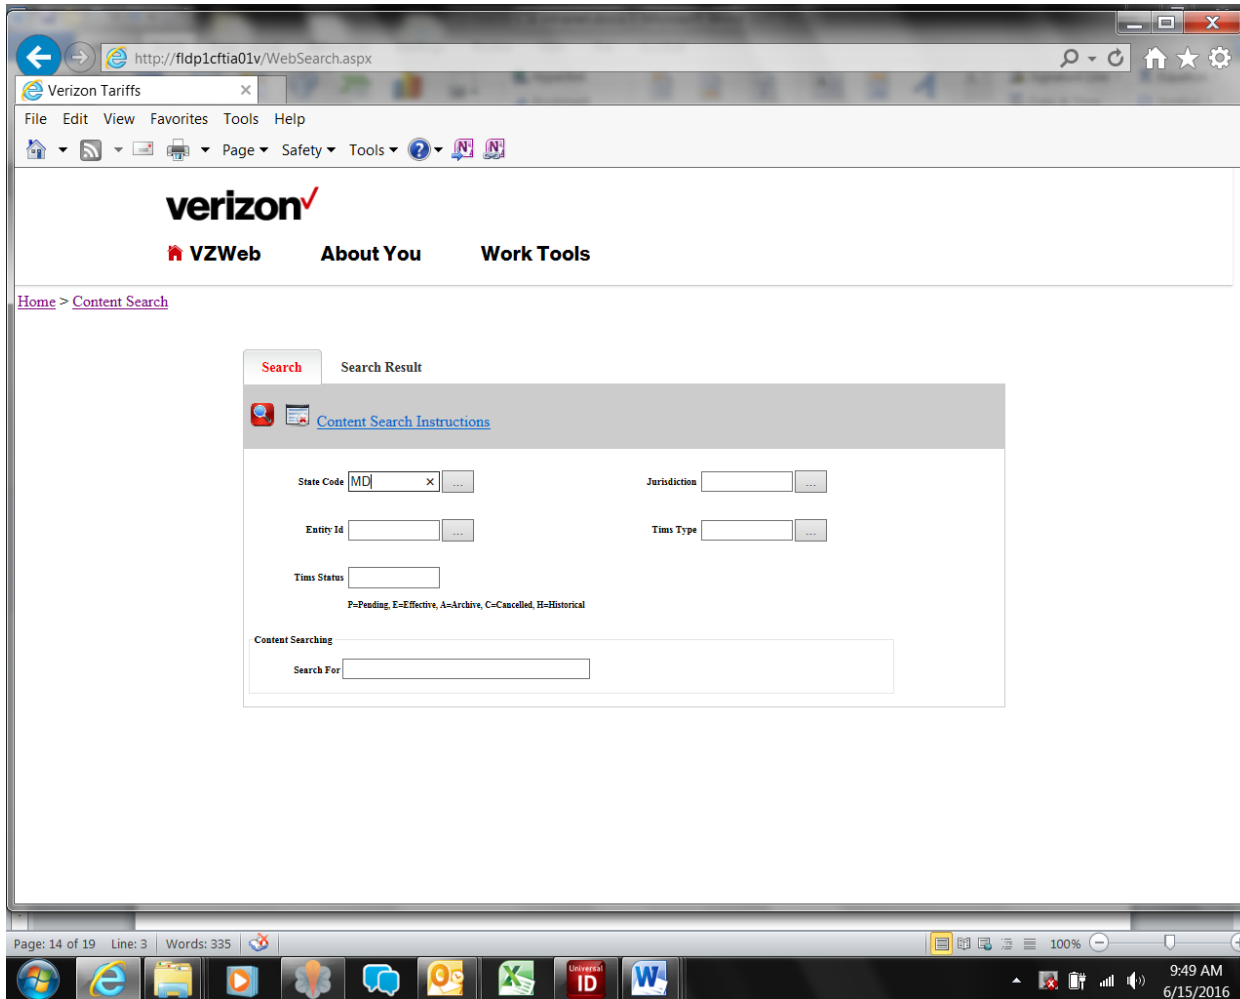 http://fldp1cftia01v/WebSearch.aspx
Verizon Tariffs
File Edit View Favorites Tools Help
Page Safety Tools
verizon
VZWeb About You Work Tools
Home > Content Search
Search Search Result
Content Search Instructions
State Code MD ... Jurisdiction ...
Entity Id ... Tims Type ...
Tims Status
P=Pending, E=Effective, A=Archive, C=Cancelled, H=Historical
Content Searching
Search For
Page: 14 of 19 Line: 3 Words: 335 100%
Universal
ID
9:49 AM
6/15/2016